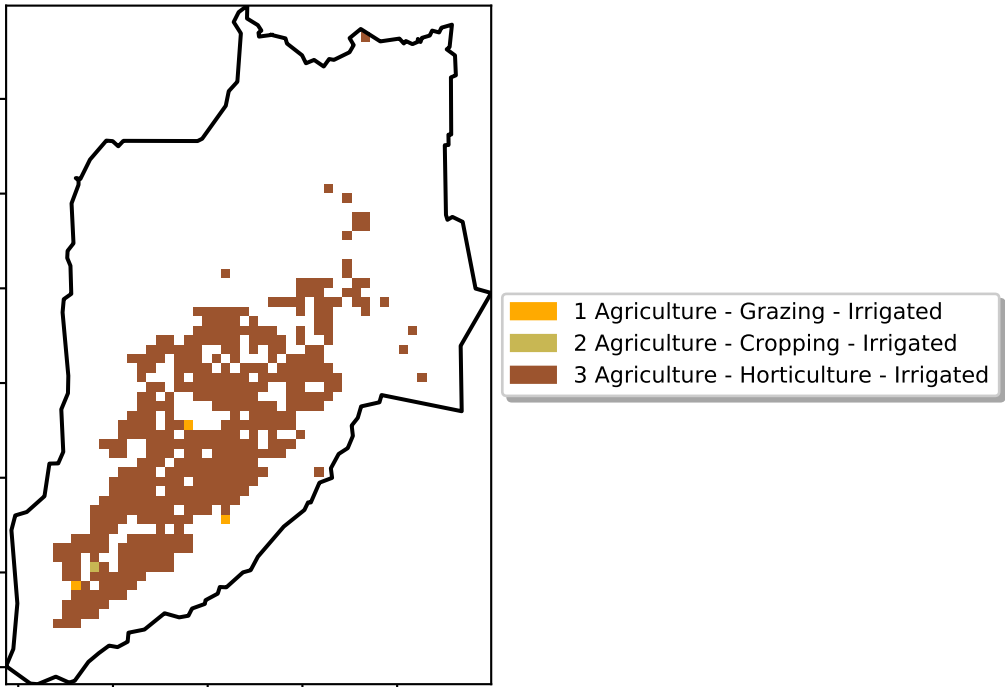 1 Agriculture - Grazing - Irrigated
2 Agriculture - Cropping - Irrigated
3 Agriculture - Horticulture - Irrigated